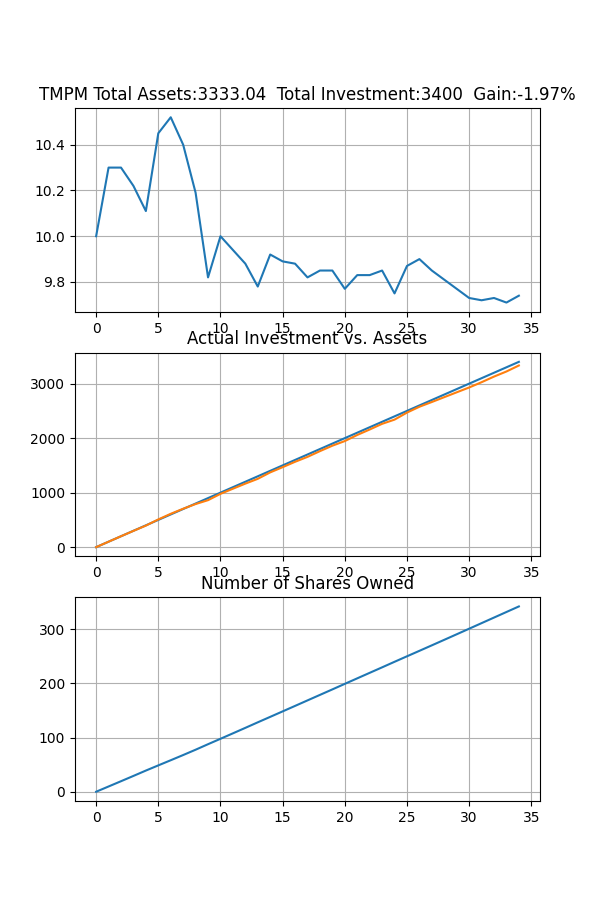 TMPM Total Assets:3333.04  Total Investment:3400  Gain:-1.97%
10.4
10.2
10.0
9.8
0 5 10 15 20 25 30 35
Actual Investment vs. Assets
3000
2000
1000
0
0 5 10 15 20 25 30 35
Number of Shares Owned
300
200
100
0
0 5 10 15 20 25 30 35